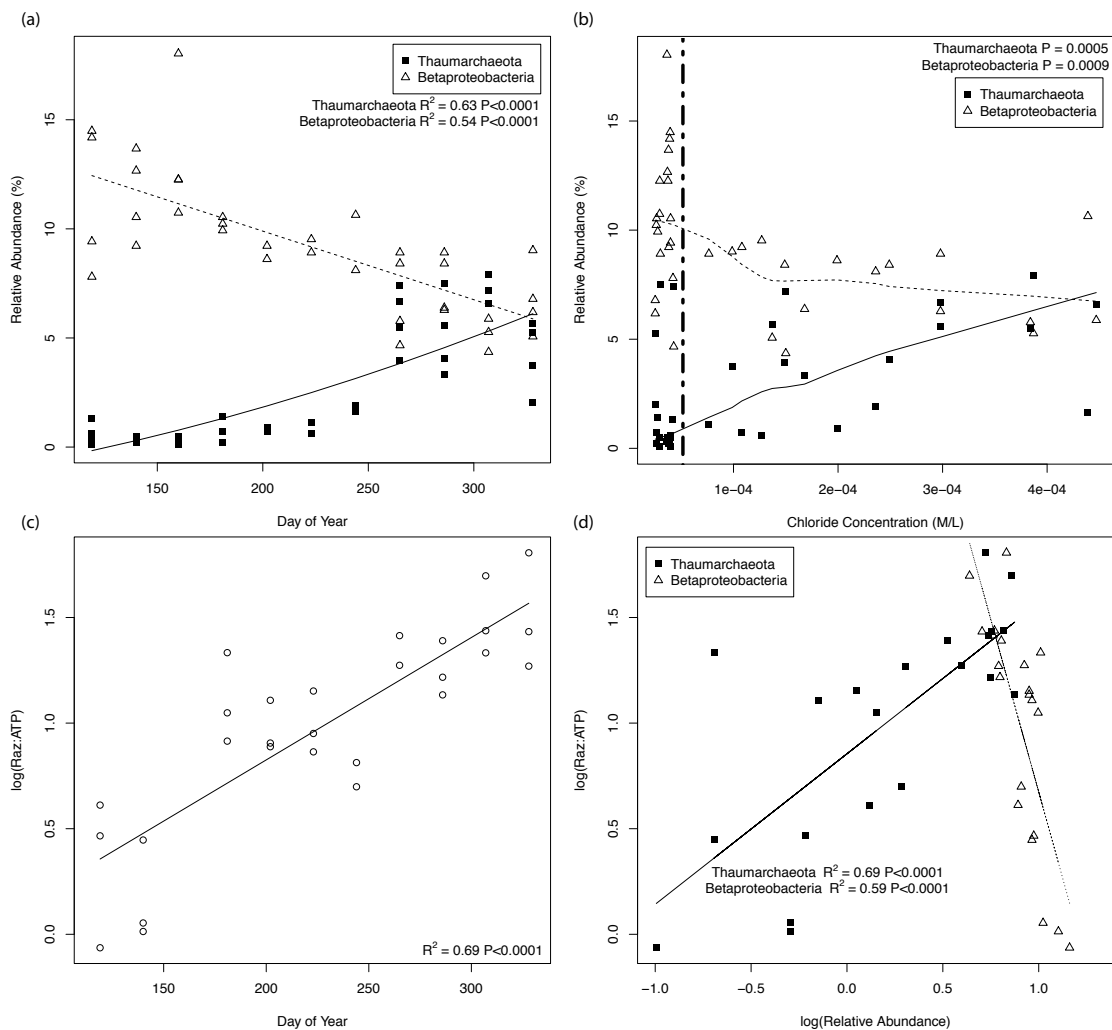 (a)
Thaumarchaeota
Betaproteobacteria
Thaumarchaeota R² = 0.63 P<0.0001
Betaproteobacteria R² = 0.54 P<0.0001
Relative Abundance (%)
15
10
5
0
150
200
250
300
Day of Year
(b)
Thaumarchaeota P = 0.0005
Betaproteobacteria P = 0.0009
Thaumarchaeota
Betaproteobacteria
Relative Abundance (%)
15
10
5
0
1e−04
2e−04
3e−04
4e−04
Chloride Concentration (M/L)
(c)
log(Raz:ATP)
1.5
1.0
0.5
0.0
R² = 0.69 P<0.0001
150
200
250
300
Day of Year
(d)
Thaumarchaeota
Betaproteobacteria
log(Raz:ATP)
1.5
1.0
0.5
0.0
Thaumarchaeota R² = 0.69 P<0.0001
Betaproteobacteria R² = 0.59 P<0.0001
−1.0
−0.5
0.0
0.5
1.0
log(Relative Abundance)